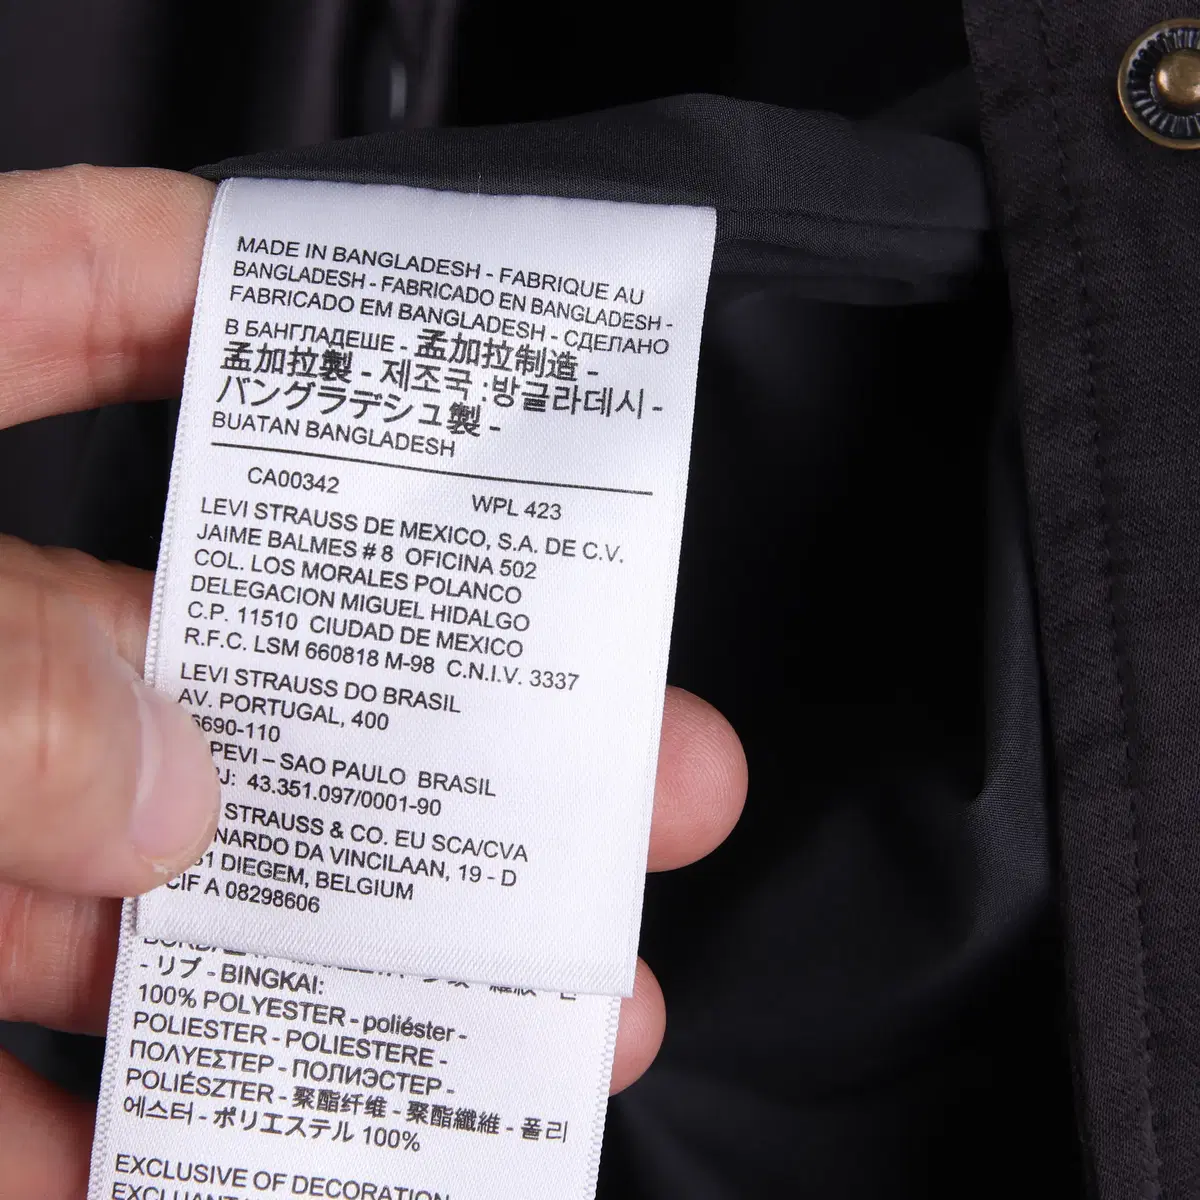 MADE IN BANGLADESH - FABRIQUE AU
BANGLADESH - FABRICADO EN BANGLADESH -
FABRICADO EM BANGLADESH - СДЕЛАНО
В БАНГЛАДЕШЕ - 孟加拉制造 -
孟加拉製 - 제조국 :방글라데시 -
バングラデシュ製 -
BUATAN BANGLADESH
CA00342 WPL 423
LEVI STRAUSS DE MEXICO, S.A. DE C.V.
JAIME BALMES # 8 OFICINA 502
COL. LOS MORALES POLANCO
DELEGACION MIGUEL HIDALGO
C.P. 11510 CIUDAD DE MEXICO
R.F.C. LSM 660818 M-98 C.N.I.V. 3337
LEVI STRAUSS DO BRASIL
AV. PORTUGAL, 400
6690-110
PEVI – SAO PAULO BRASIL
J: 43.351.097/0001-90
STRAUSS & CO. EU SCA/CVA
NARDO DA VINCILAAN, 19 - D
DIEGEM, BELGIUM
CIF A 08298606
- リブ - BINGKAI:
100% POLYESTER - poliéster -
POLIESTER - POLIESTERE -
ΠΟΛΥΕΣΤΕΡ - ПОЛИЭСТЕР -
POLIÉSZTER - 聚酯纤维 - 聚酯纖維 - 폴리
에스터 - ポリエステル 100%
EXCLUSIVE OF DECORATION